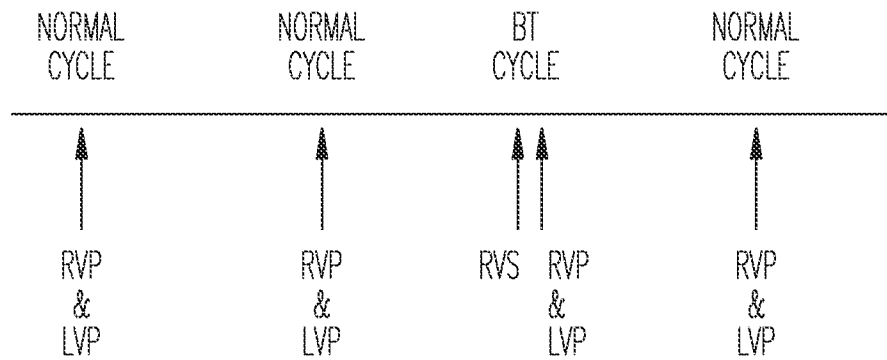 NORMAL NORMAL BT NORMAL
CYCLE CYCLE CYCLE CYCLE
RVP RVP RVS RVP RVP
& & & &
LVP LVP LVP LVP